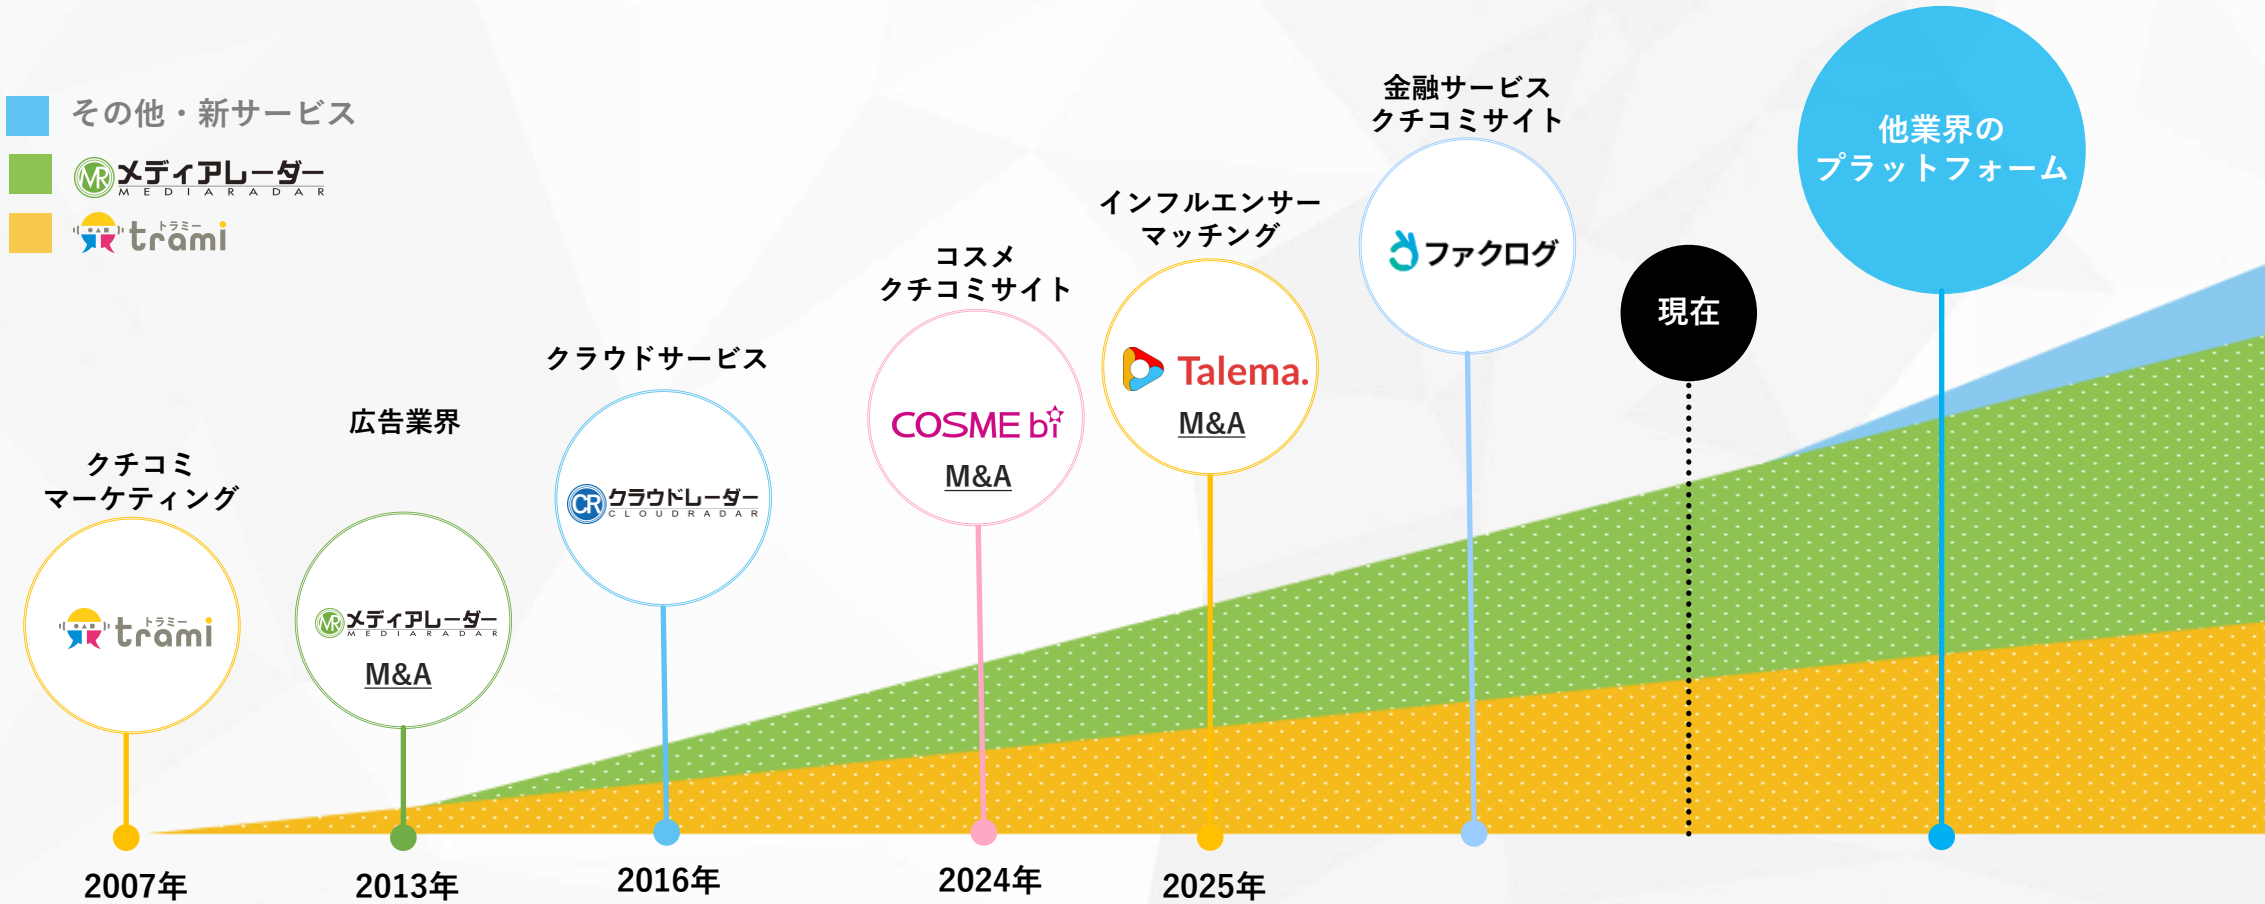 その他・新サービス
MR メディアレーダー
MEDIARADAR
トラミー
trami
クチコミ
マーケティング
トラミー
trami
2007年
広告業界
MR メディアレーダー
MEDIARADAR
M&A
2013年
クラウドサービス
CR クラウドレーダー
CLOUDRADAR
2016年
コスメ
クチコミサイト
COSME bi
M&A
2024年
インフルエンサー
マッチング
Talema.
M&A
2025年
金融サービス
クチコミサイト
ファクログ
現在
他業界の
プラットフォーム